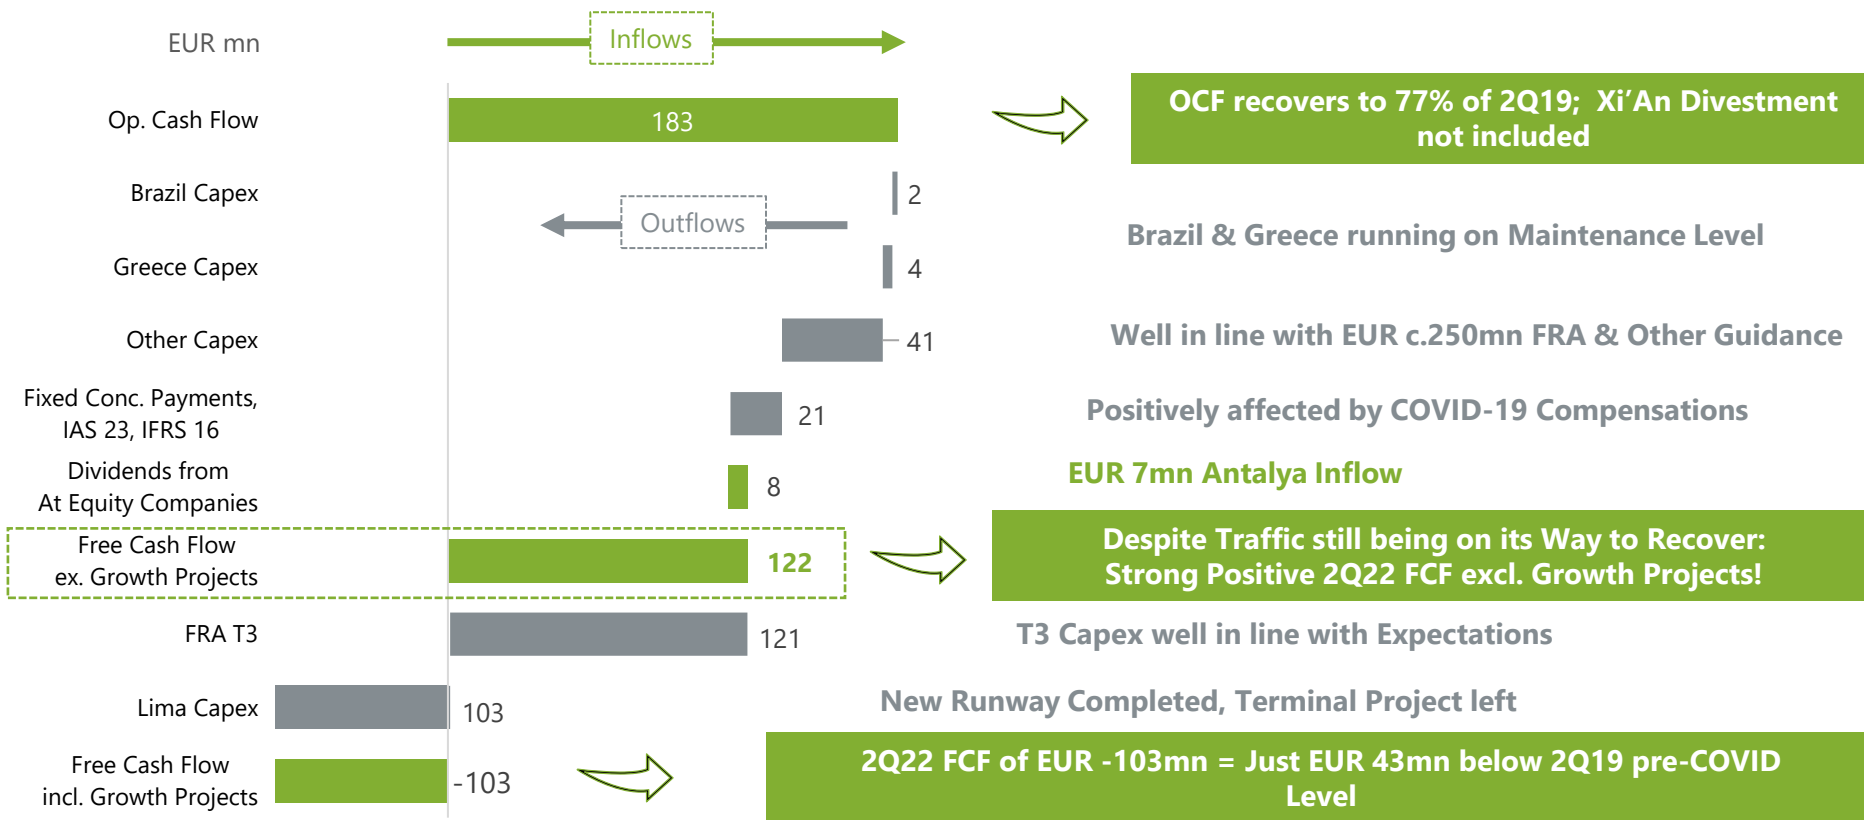 EUR mn
Inflows
Op. Cash Flow
183
OCF recovers to 77% of 2Q19;  Xi’An Divestment
not included
Brazil Capex
2
Outflows
Brazil & Greece running on Maintenance Level
Greece Capex
4
Other Capex
41
Well in line with EUR c.250mn FRA & Other Guidance
Fixed Conc. Payments,
IAS 23, IFRS 16
21
Positively affected by COVID-19 Compensations
Dividends from
At Equity Companies
8
EUR 7mn Antalya Inflow
Free Cash Flow
ex. Growth Projects
122
Despite Traffic still being on its Way to Recover:
Strong Positive 2Q22 FCF excl. Growth Projects!
FRA T3
121
T3 Capex well in line with Expectations
Lima Capex
103
New Runway Completed, Terminal Project left
Free Cash Flow
incl. Growth Projects
-103
2Q22 FCF of EUR -103mn = Just EUR 43mn below 2Q19 pre-COVID
Level